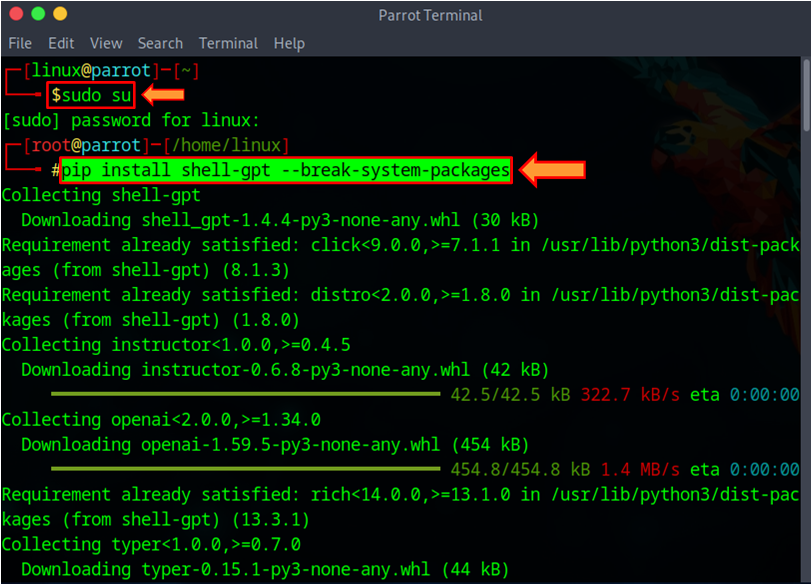 Parrot Terminal
File Edit View Search Terminal Help
[linux@parrot]─[~]
$sudo su
[sudo] password for linux:
[root@parrot]─[/home/linux]
#pip install shell-gpt --break-system-packages
Collecting shell-gpt
Downloading shell_gpt-1.4.4-py3-none-any.whl (30 kB)
Requirement already satisfied: click<9.0.0,>=7.1.1 in /usr/lib/python3/dist-pack
ages (from shell-gpt) (8.1.3)
Requirement already satisfied: distro<2.0.0,>=1.8.0 in /usr/lib/python3/dist-pac
kages (from shell-gpt) (1.8.0)
Collecting instructor<1.0.0,>=0.4.5
Downloading instructor-0.6.8-py3-none-any.whl (42 kB)
42.5/42.5 kB 322.7 kB/s eta 0:00:00
Collecting openai<2.0.0,>=1.34.0
Downloading openai-1.59.5-py3-none-any.whl (454 kB)
454.8/454.8 kB 1.4 MB/s eta 0:00:00
Requirement already satisfied: rich<14.0.0,>=13.1.0 in /usr/lib/python3/dist-pac
kages (from shell-gpt) (13.3.1)
Collecting typer<1.0.0,>=0.7.0
Downloading typer-0.15.1-py3-none-any.whl (44 kB)